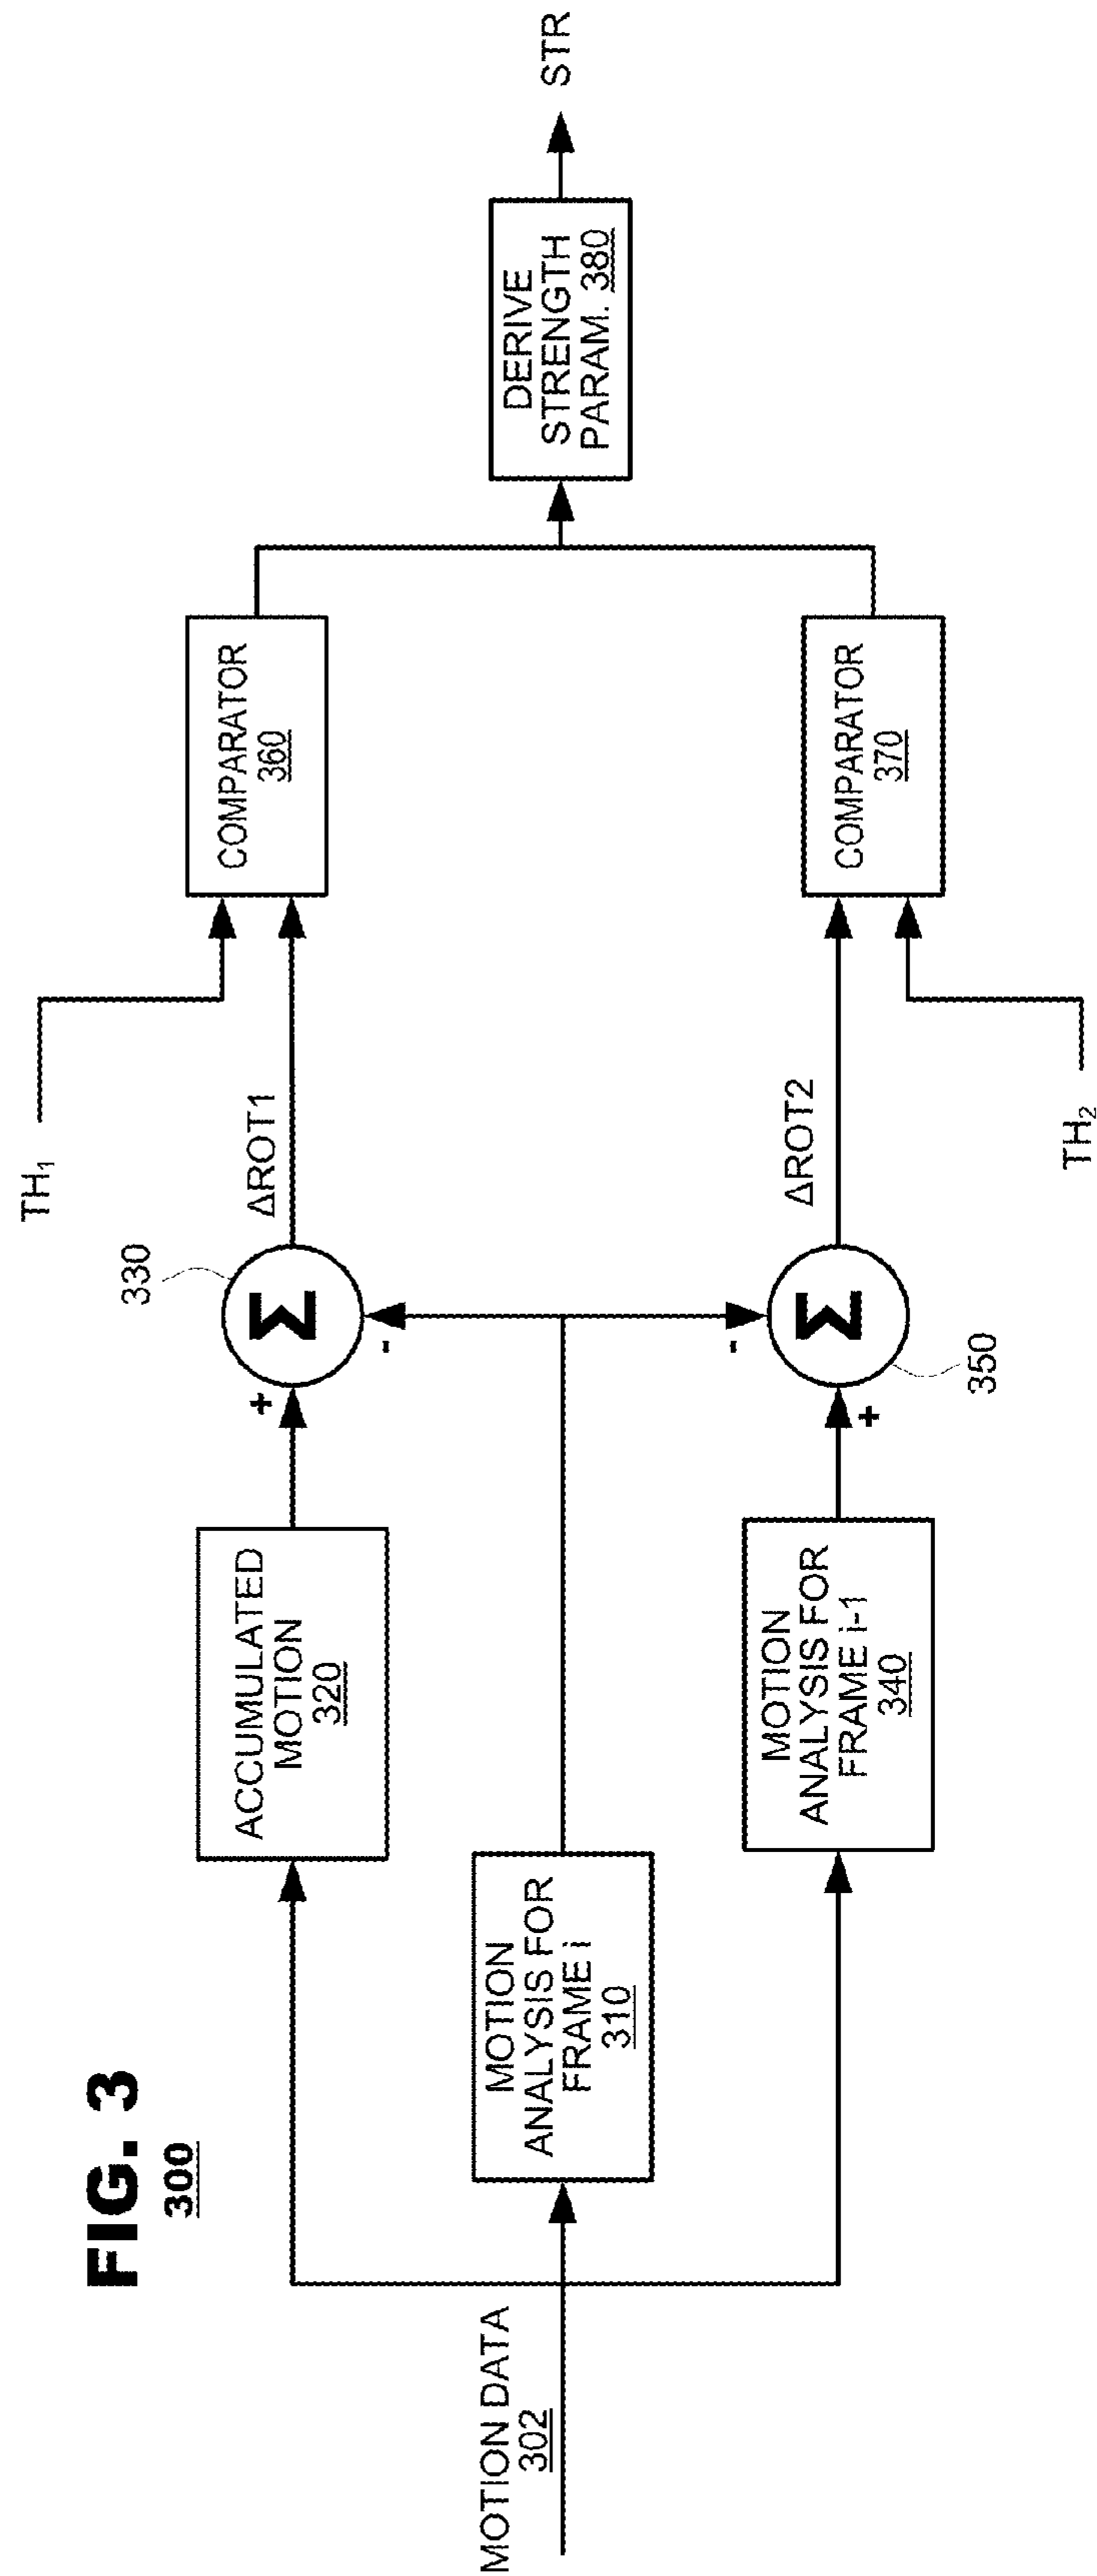 FIG. 3
300
MOTION DATA
302
ACCUMULATED
MOTION
320
MOTION
ANALYSIS FOR
FRAME i
310
MOTION
ANALYSIS FOR
FRAME i-1
340
+
-
330
Σ
-
+
350
Σ
ΔROT1
ΔROT2
TH₁
TH₂
COMPARATOR
360
COMPARATOR
370
DERIVE
STRENGTH
PARAM. 380
STR